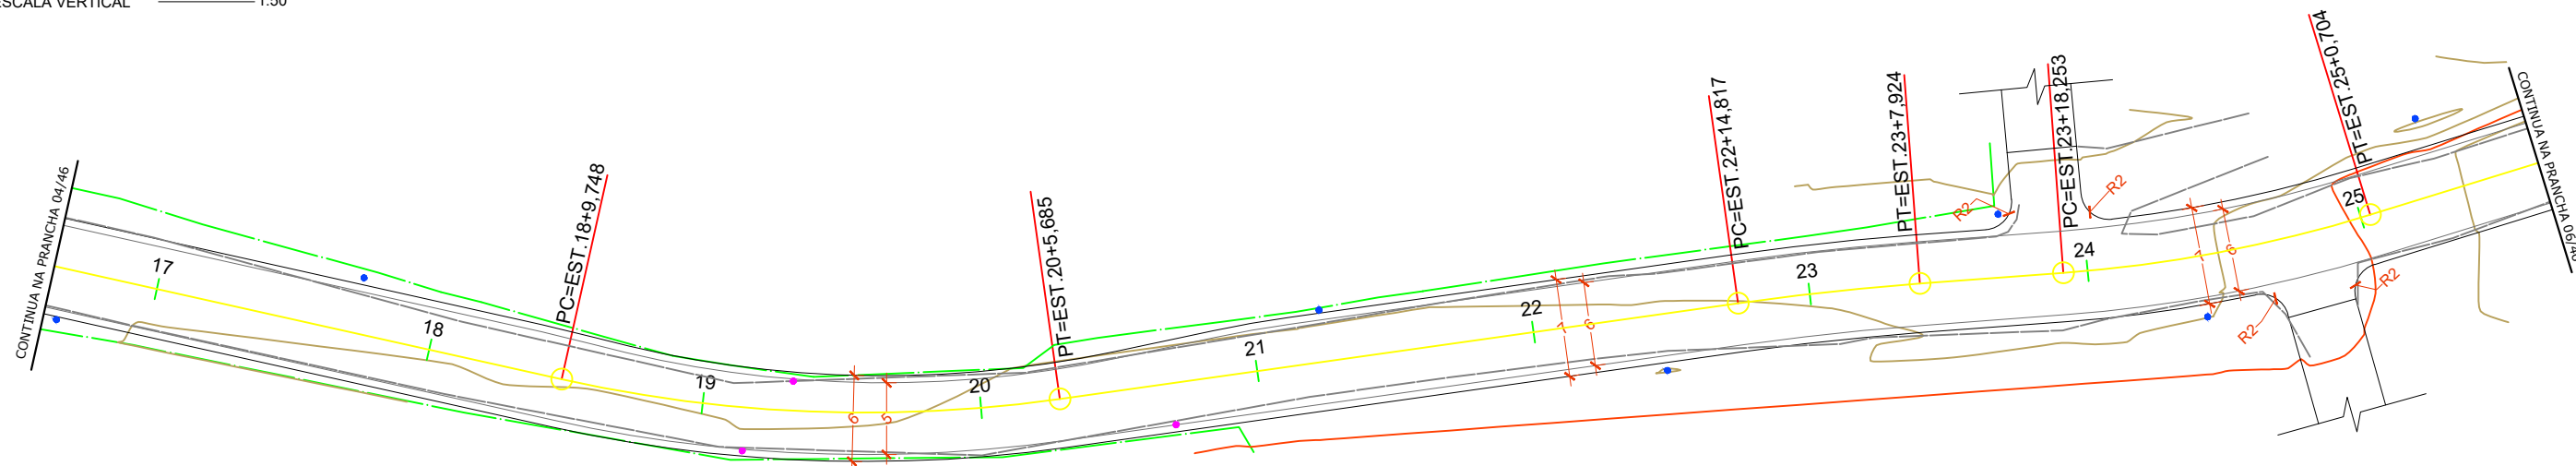 ESCALA VERTICAL 1:50
CONTINUA NA PRANCHA 04/46
17
18
PC=EST.18+9,748
19
6
5
20
PT=EST.20+5,685
21
22
7
6
PC=EST.22+14,817
23
PT=EST.23+7,924
R2
PC=EST.23+18,253
24
R2
7
6
R2
PT=EST.25+0,704
25
R2
CONTINUA NA PRANCHA 06/46